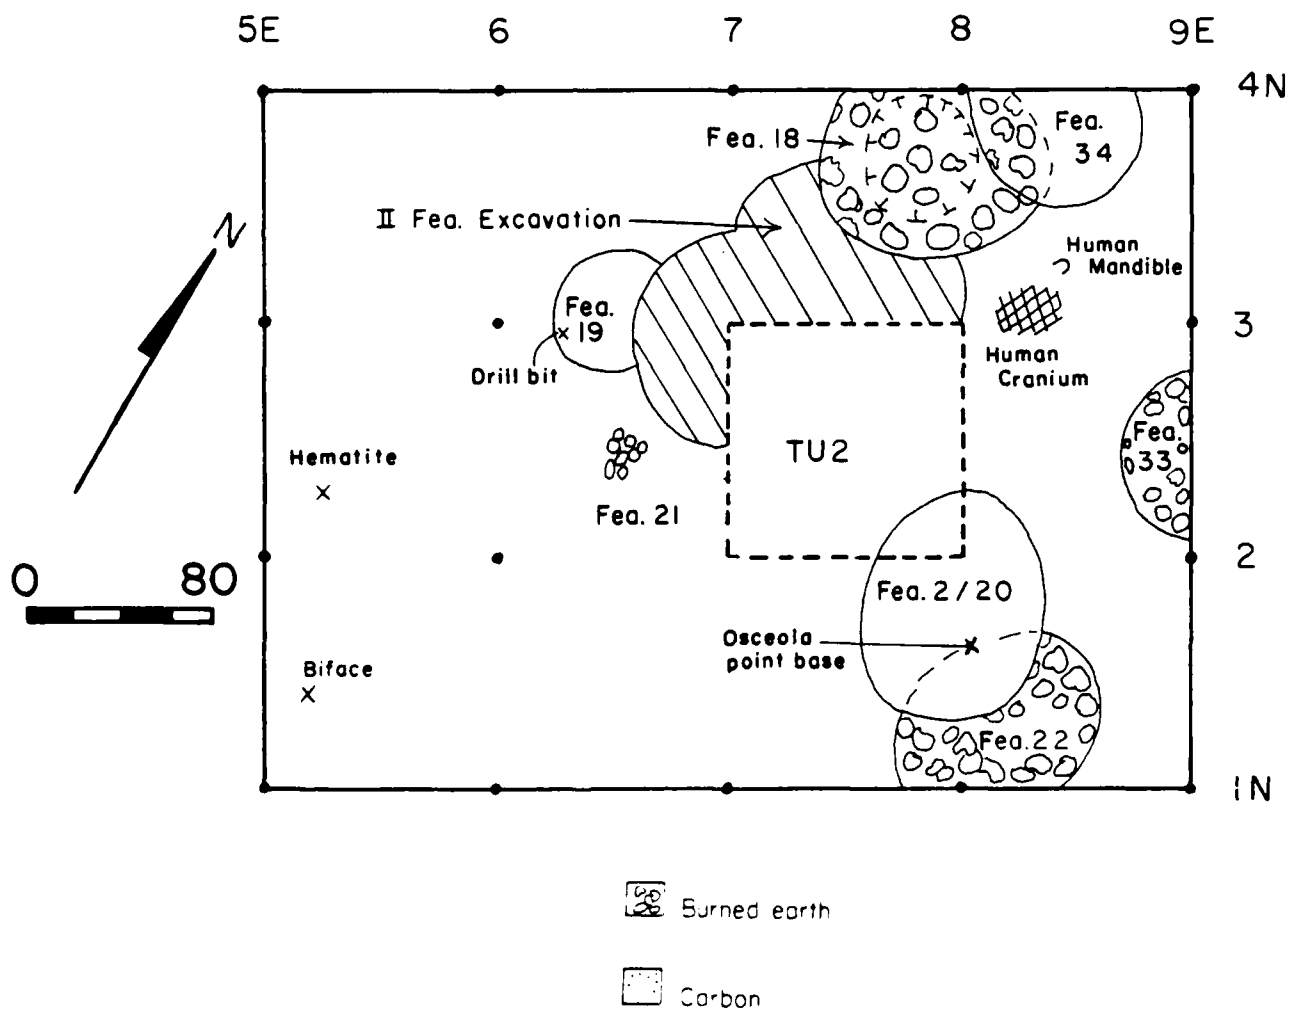 5E 6 7 8 9E
4N
Fea. 18
Fea.
34
II Fea. Excavation
N
Human
Mandible
Fea.
19
3
Drill bit
Human
Cranium
Hematite
TU2
Fea.
33
Fea. 21
2
0 80
Fea. 2/20
Osceola
point base
Biface
Fea. 22
1N
Burned earth
Carbon